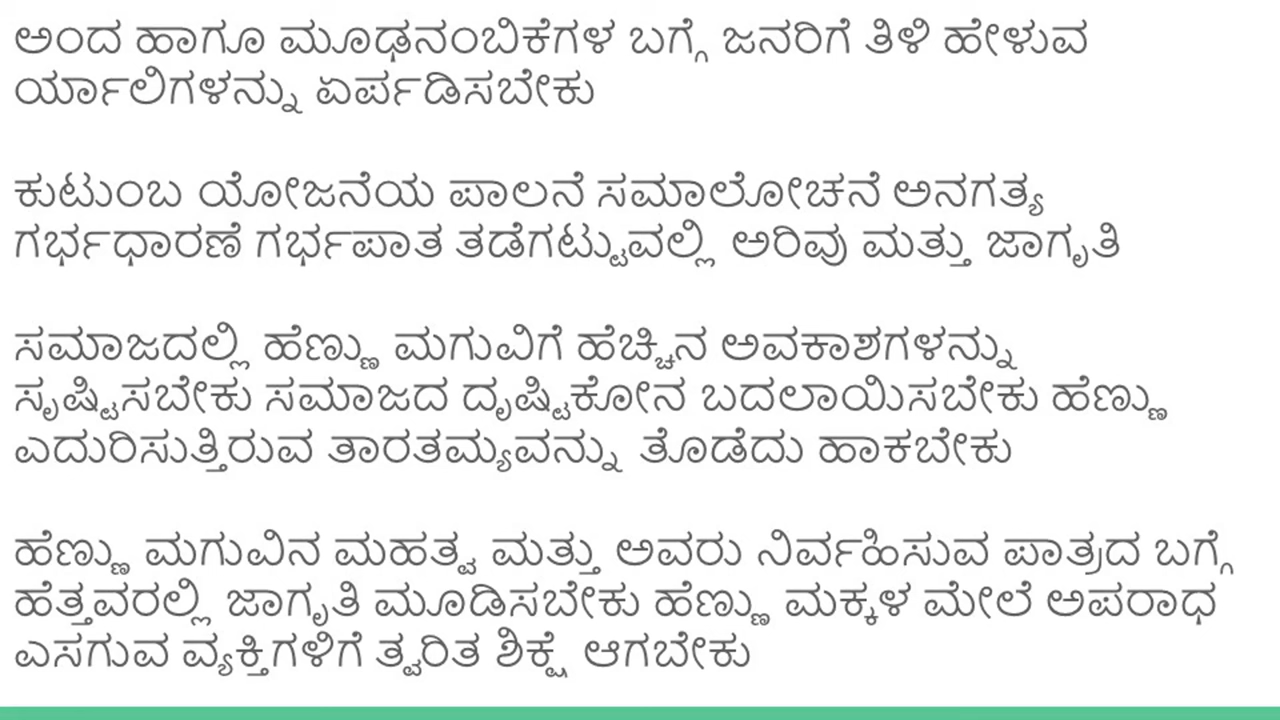 ಅಂದ ಹಾಗೂ ಮೂಢನಂಬಿಕೆಗಳ ಬಗ್ಗೆ ಜನರಿಗೆ ತಿಳಿ ಹೇಳುವ
ರ್ಯಾಲಿಗಳನ್ನು ಏರ್ಪಡಿಸಬೇಕು
ಕುಟುಂಬ ಯೋಜನೆಯ ಪಾಲನೆ ಸಮಾಲೋಚನೆ ಅನಗತ್ಯ
ಗರ್ಭಧಾರಣೆ ಗರ್ಭಪಾತ ತಡೆಗಟ್ಟುವಲ್ಲಿ ಅರಿವು ಮತ್ತು ಜಾಗೃತಿ
ಸಮಾಜದಲ್ಲಿ ಹೆಣ್ಣು ಮಗುವಿಗೆ ಹೆಚ್ಚಿನ ಅವಕಾಶಗಳನ್ನು
ಸೃಷ್ಟಿಸಬೇಕು ಸಮಾಜದ ದೃಷ್ಟಿಕೋನ ಬದಲಾಯಿಸಬೇಕು ಹೆಣ್ಣು
ಎದುರಿಸುತ್ತಿರುವ ತಾರತಮ್ಯವನ್ನು ತೊಡೆದು ಹಾಕಬೇಕು
ಹೆಣ್ಣು ಮಗುವಿನ ಮಹತ್ವ ಮತ್ತು ಅವರು ನಿರ್ವಹಿಸುವ ಪಾತ್ರದ ಬಗ್ಗೆ
ಹೆತ್ತವರಲ್ಲಿ ಜಾಗೃತಿ ಮೂಡಿಸಬೇಕು ಹೆಣ್ಣು ಮಕ್ಕಳ ಮೇಲೆ ಅಪರಾಧ
ಎಸಗುವ ವ್ಯಕ್ತಿಗಳಿಗೆ ತ್ವರಿತ ಶಿಕ್ಷೆ ಆಗಬೇಕು